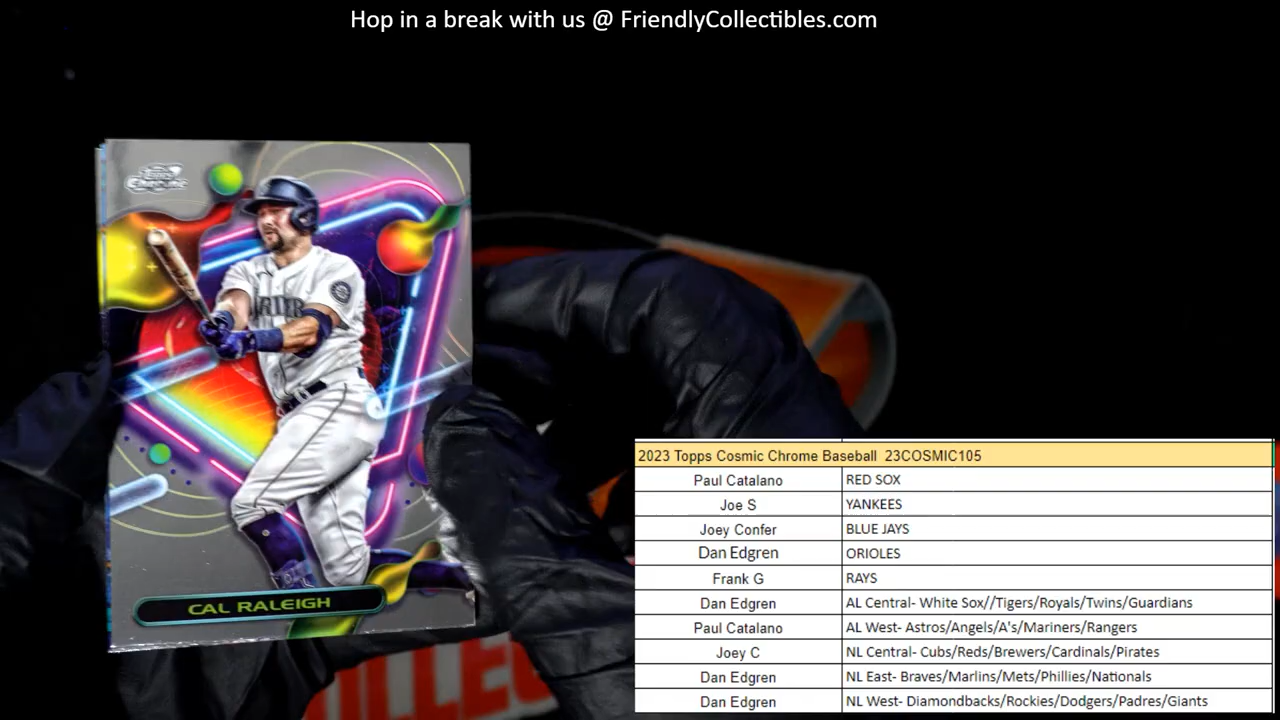 Hop in a break with us @ FriendlyCollectibles.com
Topps
Chrome
CAL RALEIGH
2023 Topps Cosmic Chrome Baseball 23COSMIC105
Paul Catalano RED SOX
Joe S YANKEES
Joey Confer BLUE JAYS
Dan Edgren ORIOLES
Frank G RAYS
Dan Edgren AL Central- White Sox//Tigers/Royals/Twins/Guardians
Paul Catalano AL West- Astros/Angels/A's/Mariners/Rangers
Joey C NL Central- Cubs/Reds/Brewers/Cardinals/Pirates
Dan Edgren NL East- Braves/Marlins/Mets/Phillies/Nationals
Dan Edgren NL West- Diamondbacks/Rockies/Dodgers/Padres/Giants